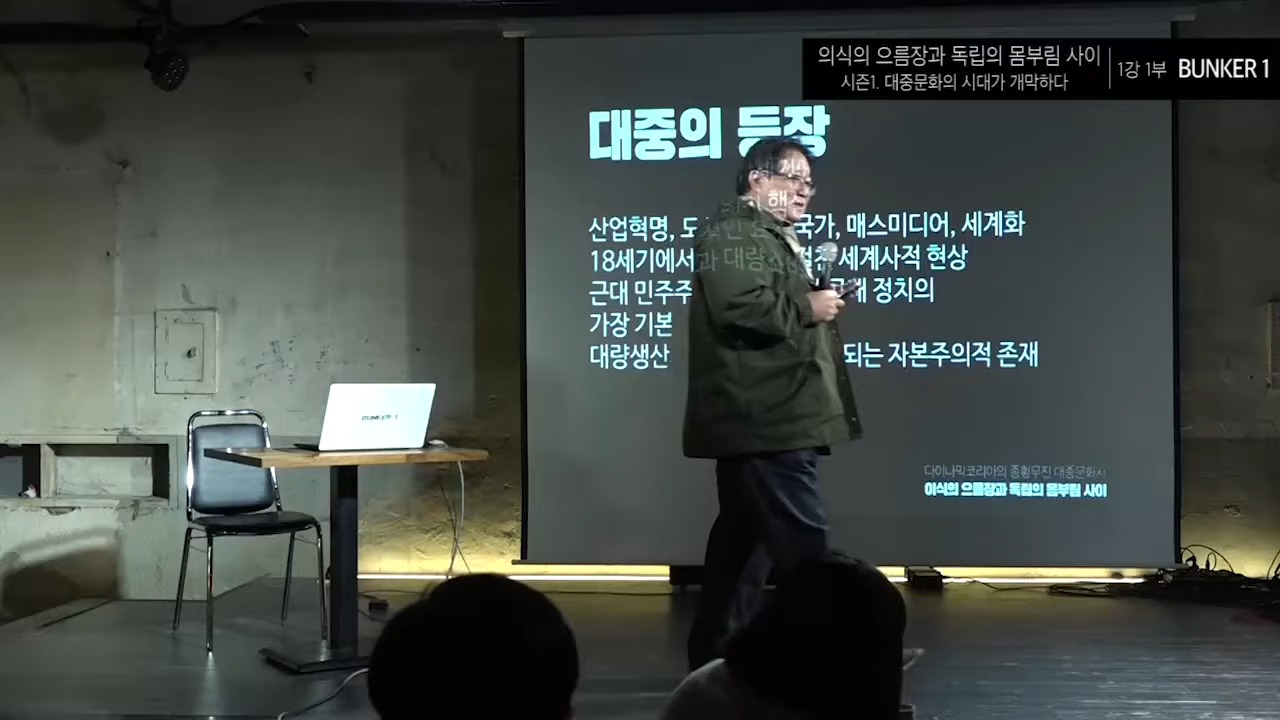 의식의 으름장과 독립의 몸부림 사이
시즌1. 대중문화의 시대가 개막하다
1강 1부
BUNKER 1
대중의 등장
산업혁명, 국가, 매스미디어, 세계화
18세기에서 세계사적 현상
근대 정치의
가장 기본
대량생산 되는 자본주의적 존재
다이나믹코리아의 종횡무진 대중문화사
의식의 으름장과 독립의 몸부림 사이
BUNKER 1